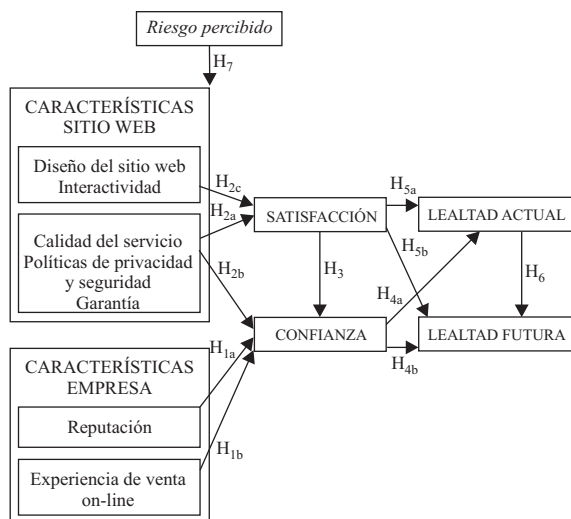 Riesgo percibido
H7
CARACTERÍSTICAS
SITIO WEB
Diseño del sitio web
Interactividad
H2c
H2a
Calidad del servicio
Políticas de privacidad
y seguridad
Garantía
H2b
SATISFACCIÓN
H5a
LEALTAD ACTUAL
H5b
H3
H4a
H6
CONFIANZA
H4b
LEALTAD FUTURA
CARACTERÍSTICAS
EMPRESA
H1a
Reputación
H1b
Experiencia de venta
on-line